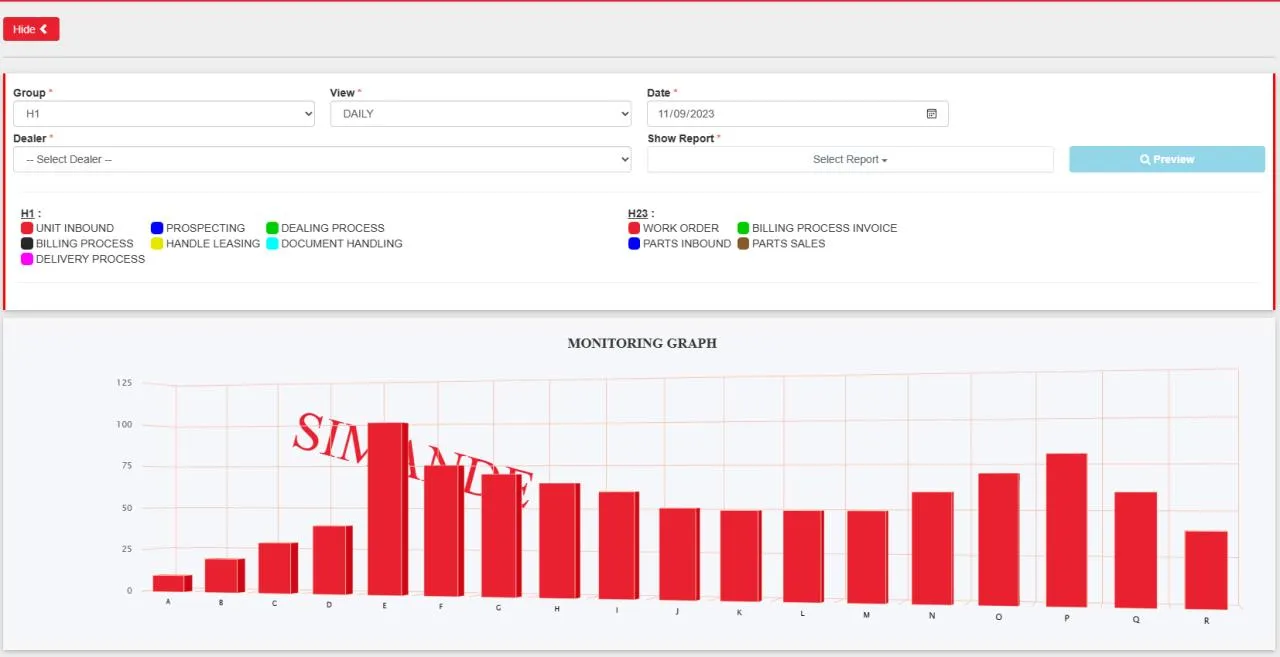 Hide
Group * View * Date *
H1 DAILY 11/09/2023
Dealer * Show Report *
-- Select Dealer -- Select Report Preview
H1 : H23 :
UNIT INBOUND PROSPECTING DEALING PROCESS WORK ORDER BILLING PROCESS INVOICE
BILLING PROCESS HANDLE LEASING DOCUMENT HANDLING PARTS INBOUND PARTS SALES
DELIVERY PROCESS
MONITORING GRAPH
125
100
75
50
25
0
A B C D E F G H I J K L M N O P Q R